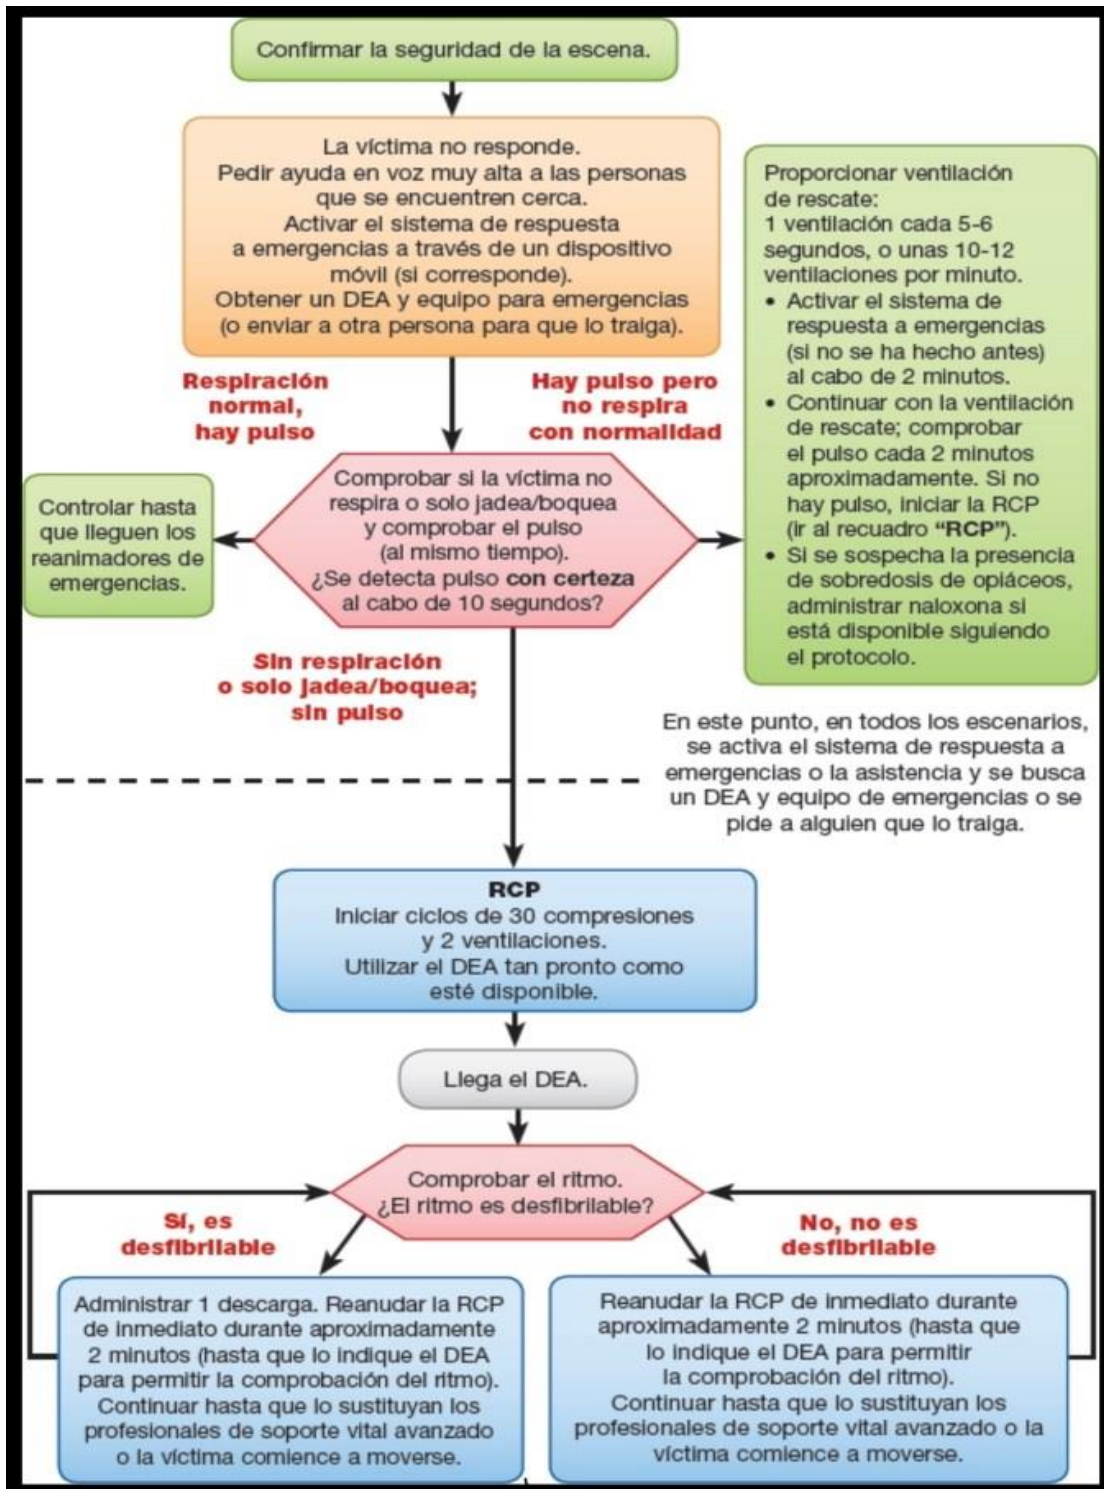 Confirmar la seguridad de la escena.
La víctima no responde.
Pedir ayuda en voz muy alta a las personas
que se encuentren cerca.
Activar el sistema de respuesta
a emergencias a través de un dispositivo
móvil (si corresponde).
Obtener un DEA y equipo para emergencias
(o enviar a otra persona para que lo traiga).
Respiración
normal,
hay pulso
Hay pulso pero
no respira
con normalidad
Proporcionar ventilación
de rescate:
1 ventilación cada 5-6
segundos, o unas 10-12
ventilaciones por minuto.
• Activar el sistema de
respuesta a emergencias
(si no se ha hecho antes)
al cabo de 2 minutos.
• Continuar con la ventilación
de rescate; comprobar
el pulso cada 2 minutos
aproximadamente. Si no
hay pulso, iniciar la RCP
(ir al recuadro “RCP”).
• Si se sospecha la presencia
de sobredosis de opiáceos,
administrar naloxona si
está disponible siguiendo
el protocolo.
Controlar hasta
que lleguen los
reanimadores de
emergencias.
Comprobar si la víctima no
respira o solo jadea/boquea
y comprobar el pulso
(al mismo tiempo).
¿Se detecta pulso con certeza
al cabo de 10 segundos?
Sin respiración
o solo jadea/boquea;
sin pulso
En este punto, en todos los escenarios,
se activa el sistema de respuesta a
emergencias o la asistencia y se busca
un DEA y equipo de emergencias o se
pide a alguien que lo traiga.
RCP
Iniciar ciclos de 30 compresiones
y 2 ventilaciones.
Utilizar el DEA tan pronto como
esté disponible.
Llega el DEA.
Comprobar el ritmo.
¿El ritmo es desfibrilable?
Sí, es
desfibrilable
No, no es
desfibrilable
Administrar 1 descarga. Reanudar la RCP
de inmediato durante aproximadamente
2 minutos (hasta que lo indique el DEA
para permitir la comprobación del ritmo).
Continuar hasta que lo sustituyan los
profesionales de soporte vital avanzado
o la víctima comience a moverse.
Reanudar la RCP de inmediato durante
aproximadamente 2 minutos (hasta que
lo indique el DEA para permitir
la comprobación del ritmo).
Continuar hasta que lo sustituyan los
profesionales de soporte vital avanzado o la
víctima comience a moverse.